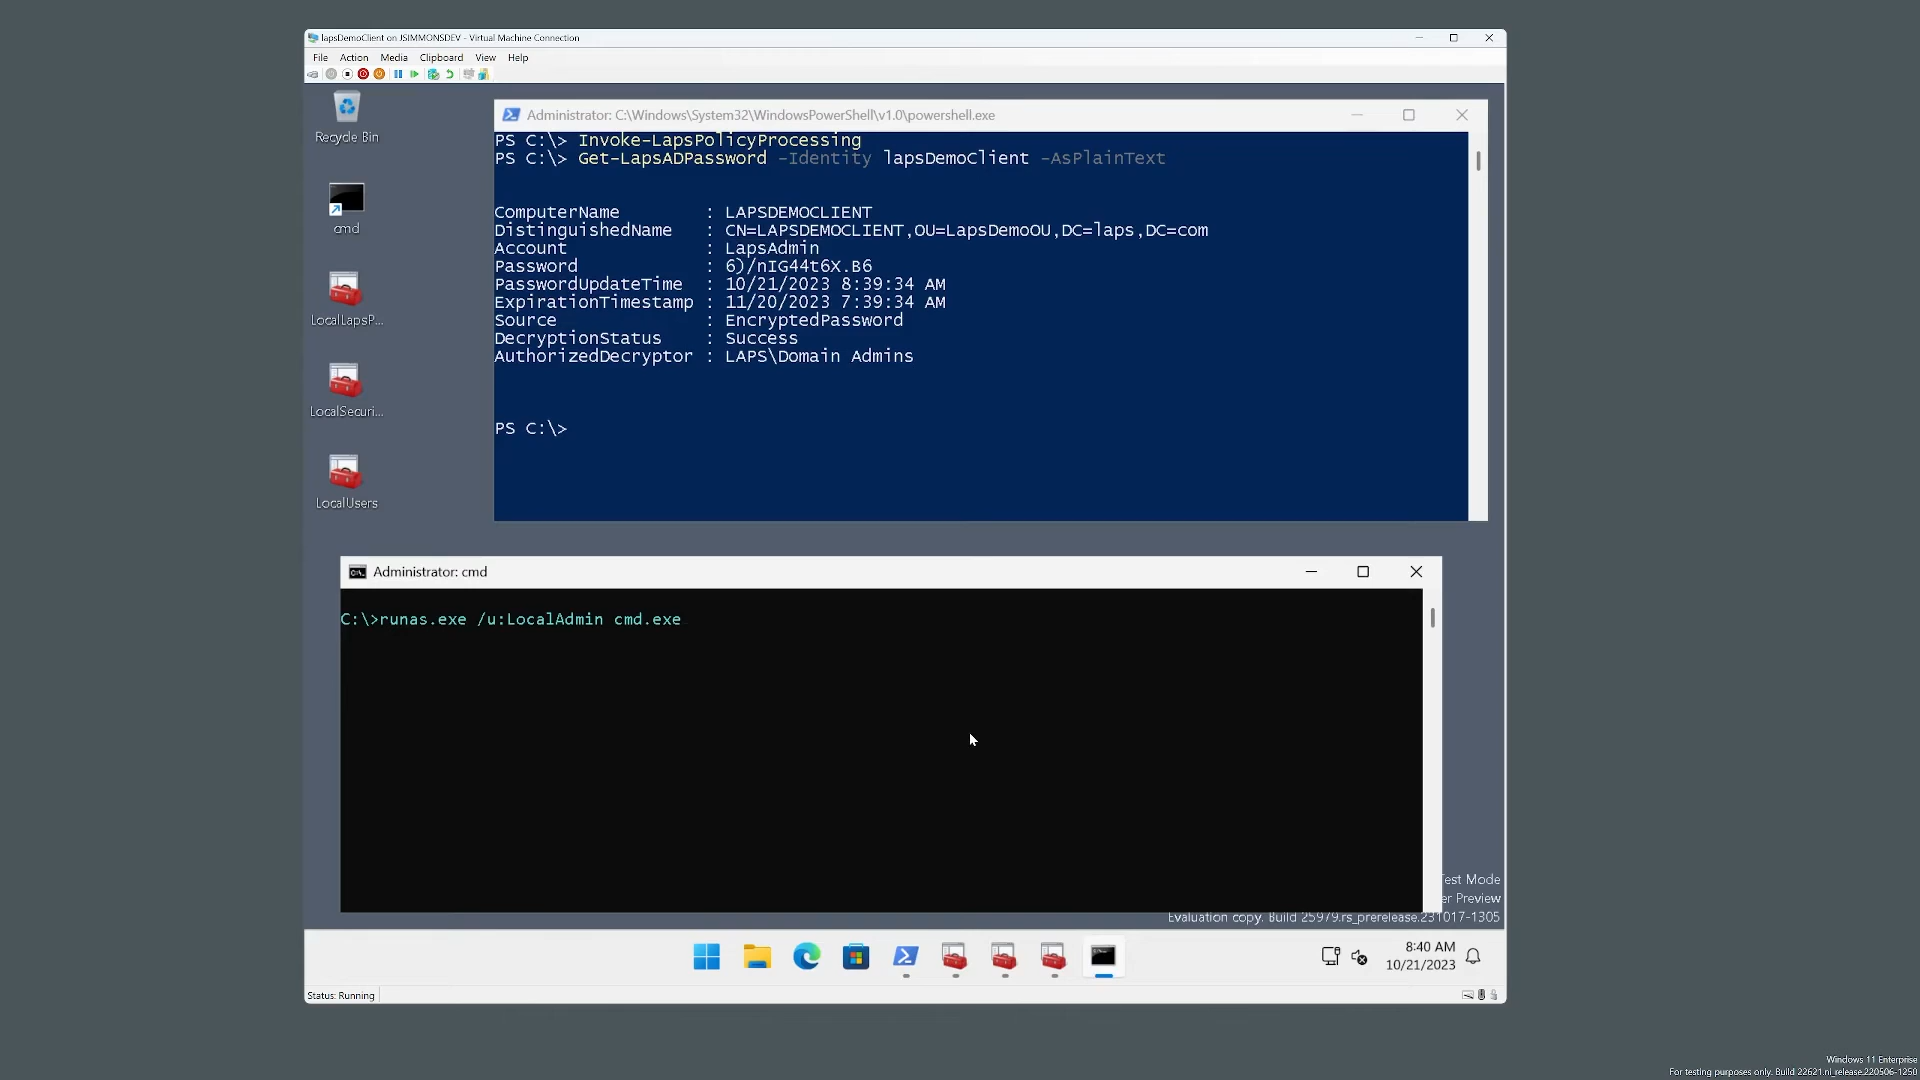 lapsDemoClient on JSIMMONSDEV - Virtual Machine Connection
File Action Media Clipboard View Help
Recycle Bin
cmd
LocalLapsP...
LocalSecuri...
LocalUsers
Administrator: C:\Windows\System32\WindowsPowerShell\v1.0\powershell.exe
PS C:\> Invoke-LapsPolicyProcessing
PS C:\> Get-LapsADPassword -Identity lapsDemoClient -AsPlainText
ComputerName : LAPSDEMOCLIENT
DistinguishedName : CN=LAPSDEMOCLIENT,OU=LapsDemoOU,DC=laps,DC=com
Account : LapsAdmin
Password : 6)/nIG44t6X.B6
PasswordUpdateTime : 10/21/2023 8:39:34 AM
ExpirationTimestamp : 11/20/2023 7:39:34 AM
Source : EncryptedPassword
DecryptionStatus : Success
AuthorizedDecryptor : LAPS\Domain Admins
PS C:\>
Administrator: cmd
C:\>runas.exe /u:LocalAdmin cmd.exe
Test Mode
er Preview
Evaluation copy. Build 25979.rs_prerelease.231017-1305
8:40 AM
10/21/2023
Status: Running
Windows 11 Enterprise
For testing purposes only. Build 22621.ni_release.220506-1250